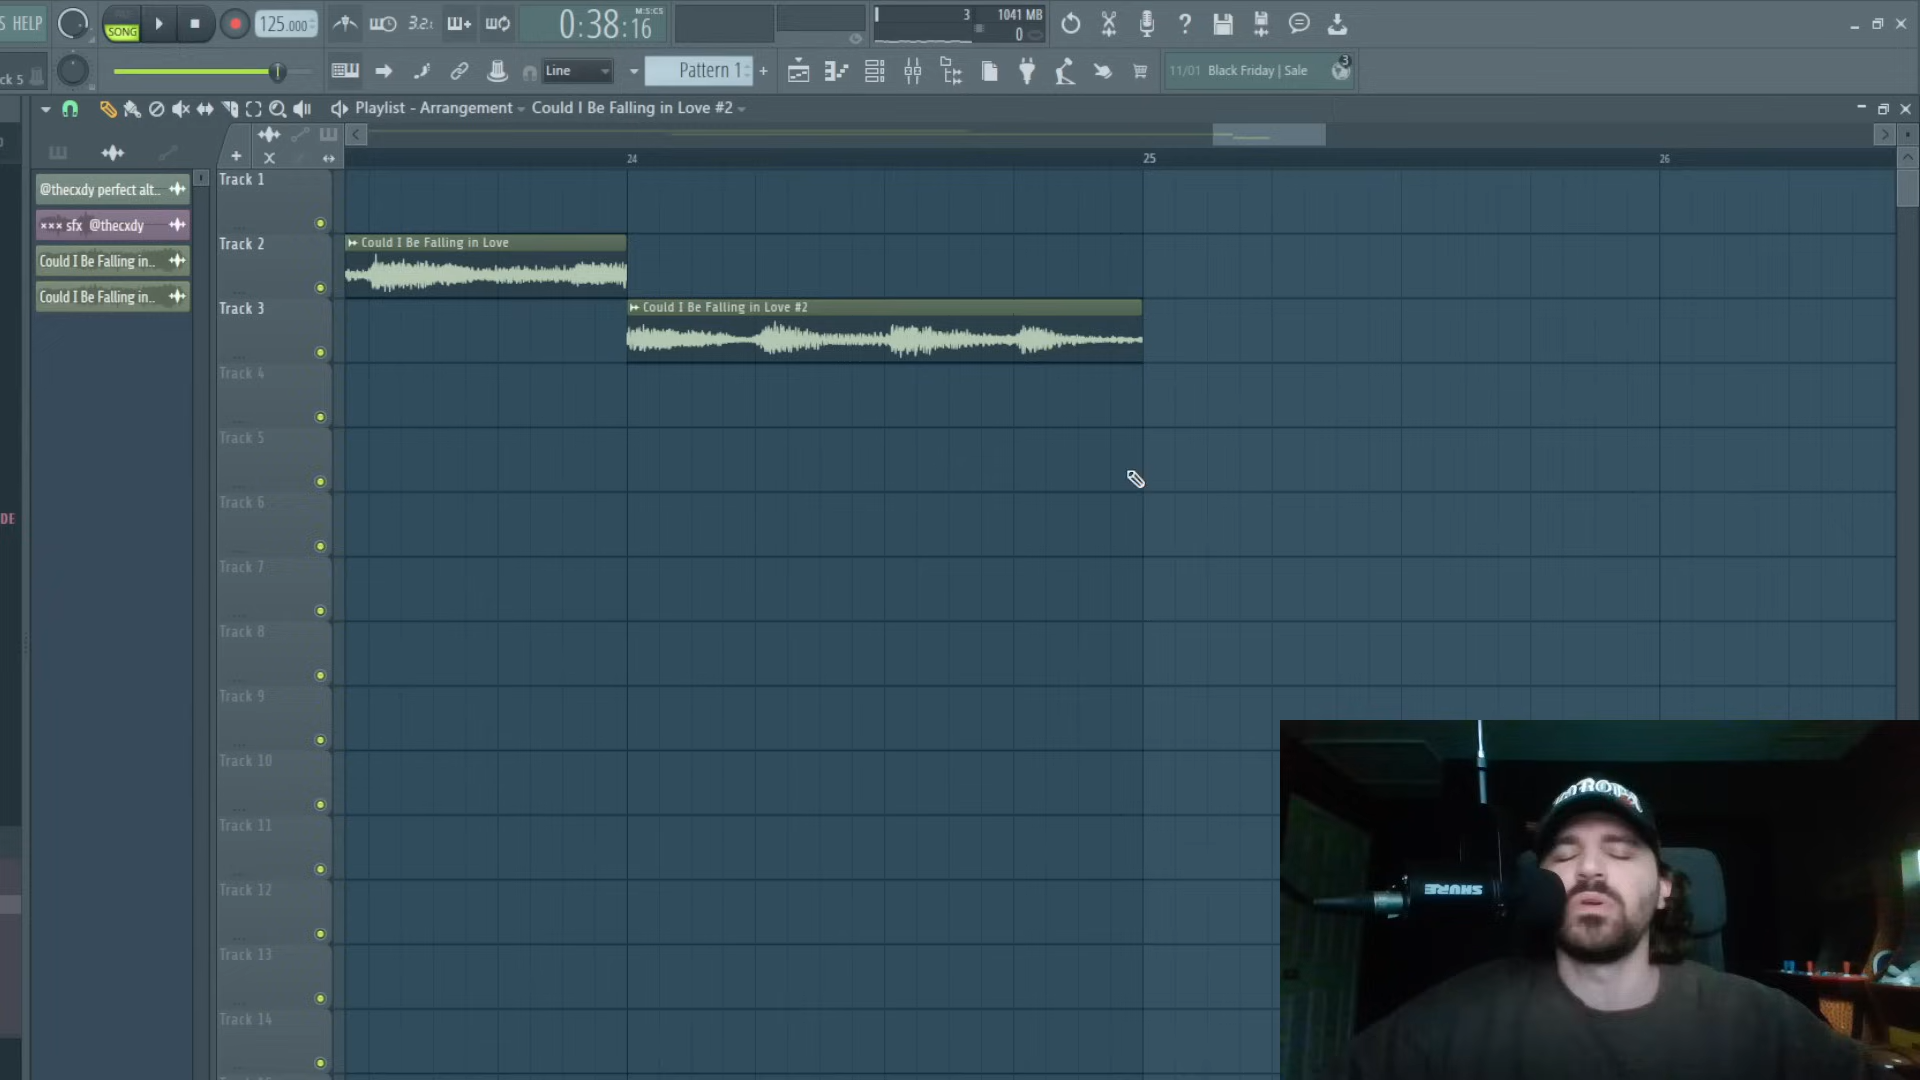 S HELP
SONG
125.000
3.2:
0:38:16
M:S:CS
3
1041 MB
0
ck 5
Line
Pattern 1
11/01 Black Friday | Sale
3
Playlist - Arrangement Could I Be Falling in Love #2
24
25
26
@thecxdy perfect alt..
××× sfx @thecxdy
Could I Be Falling in..
Could I Be Falling in..
DE
Track 1
Track 2
Could I Be Falling in Love
Track 3
Could I Be Falling in Love #2
Track 4
Track 5
Track 6
Track 7
Track 8
Track 9
Track 10
Track 11
Track 12
Track 13
Track 14
SHURE